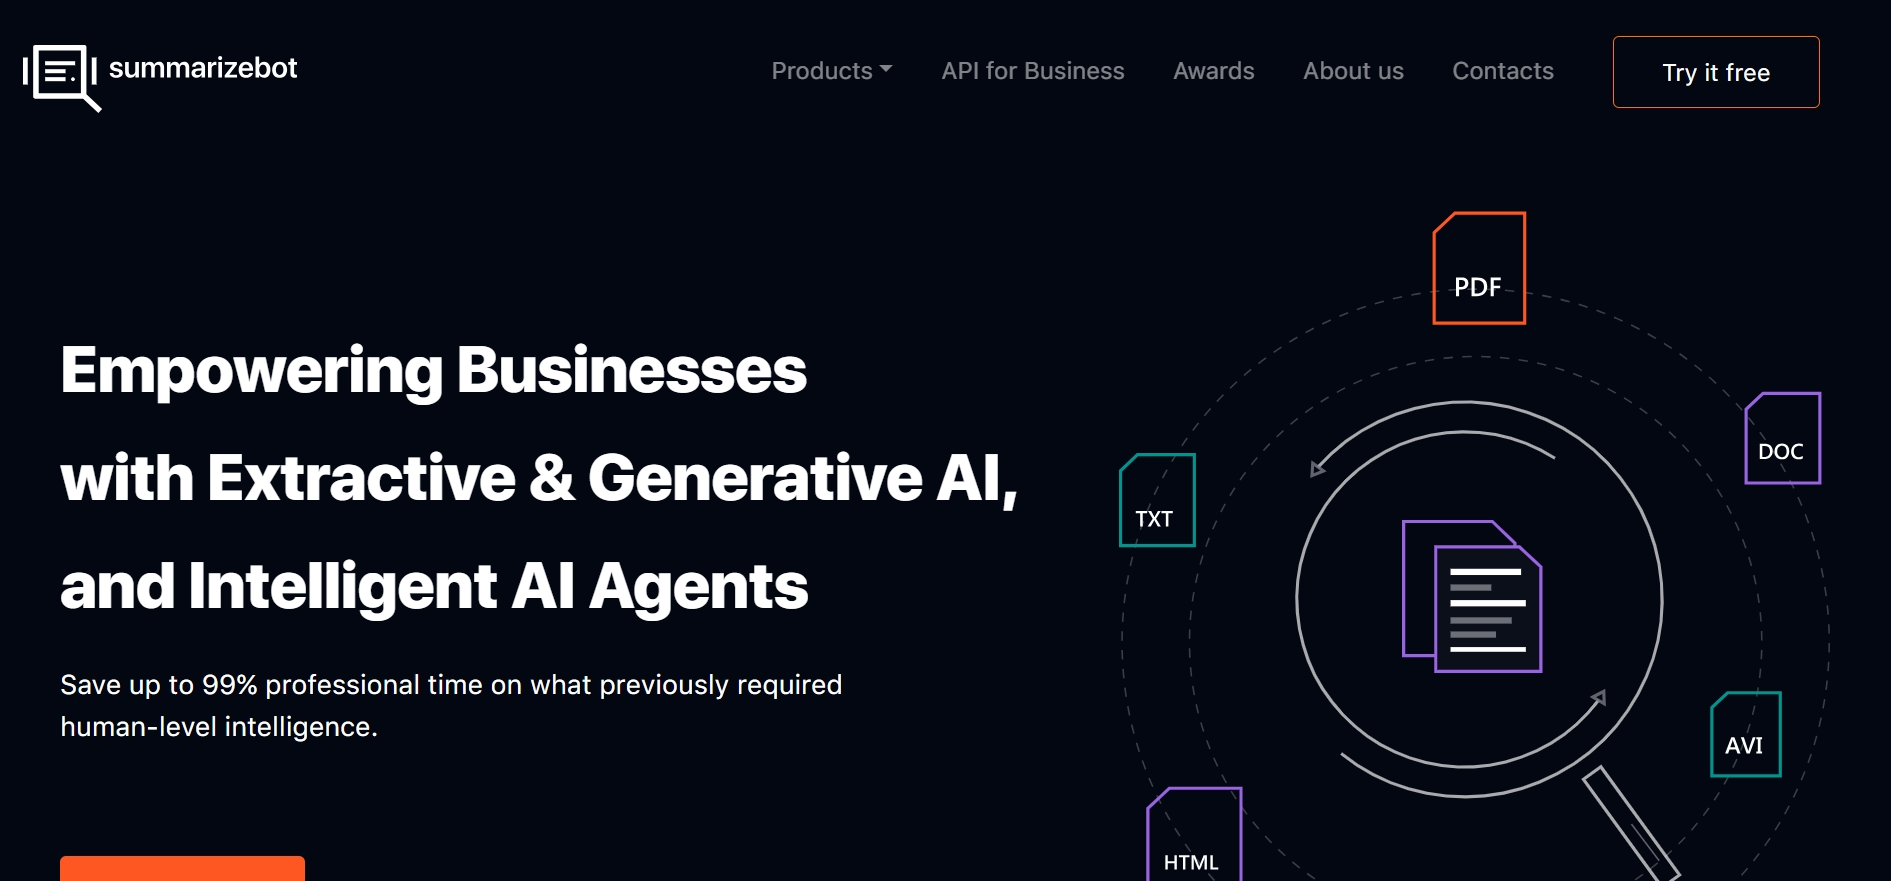 summarizebot
Products
API for Business
Awards
About us
Contacts
Try it free
Empowering Businesses
with Extractive & Generative AI,
and Intelligent AI Agents
Save up to 99% professional time on what previously required
human-level intelligence.
PDF
DOC
TXT
AVI
HTML